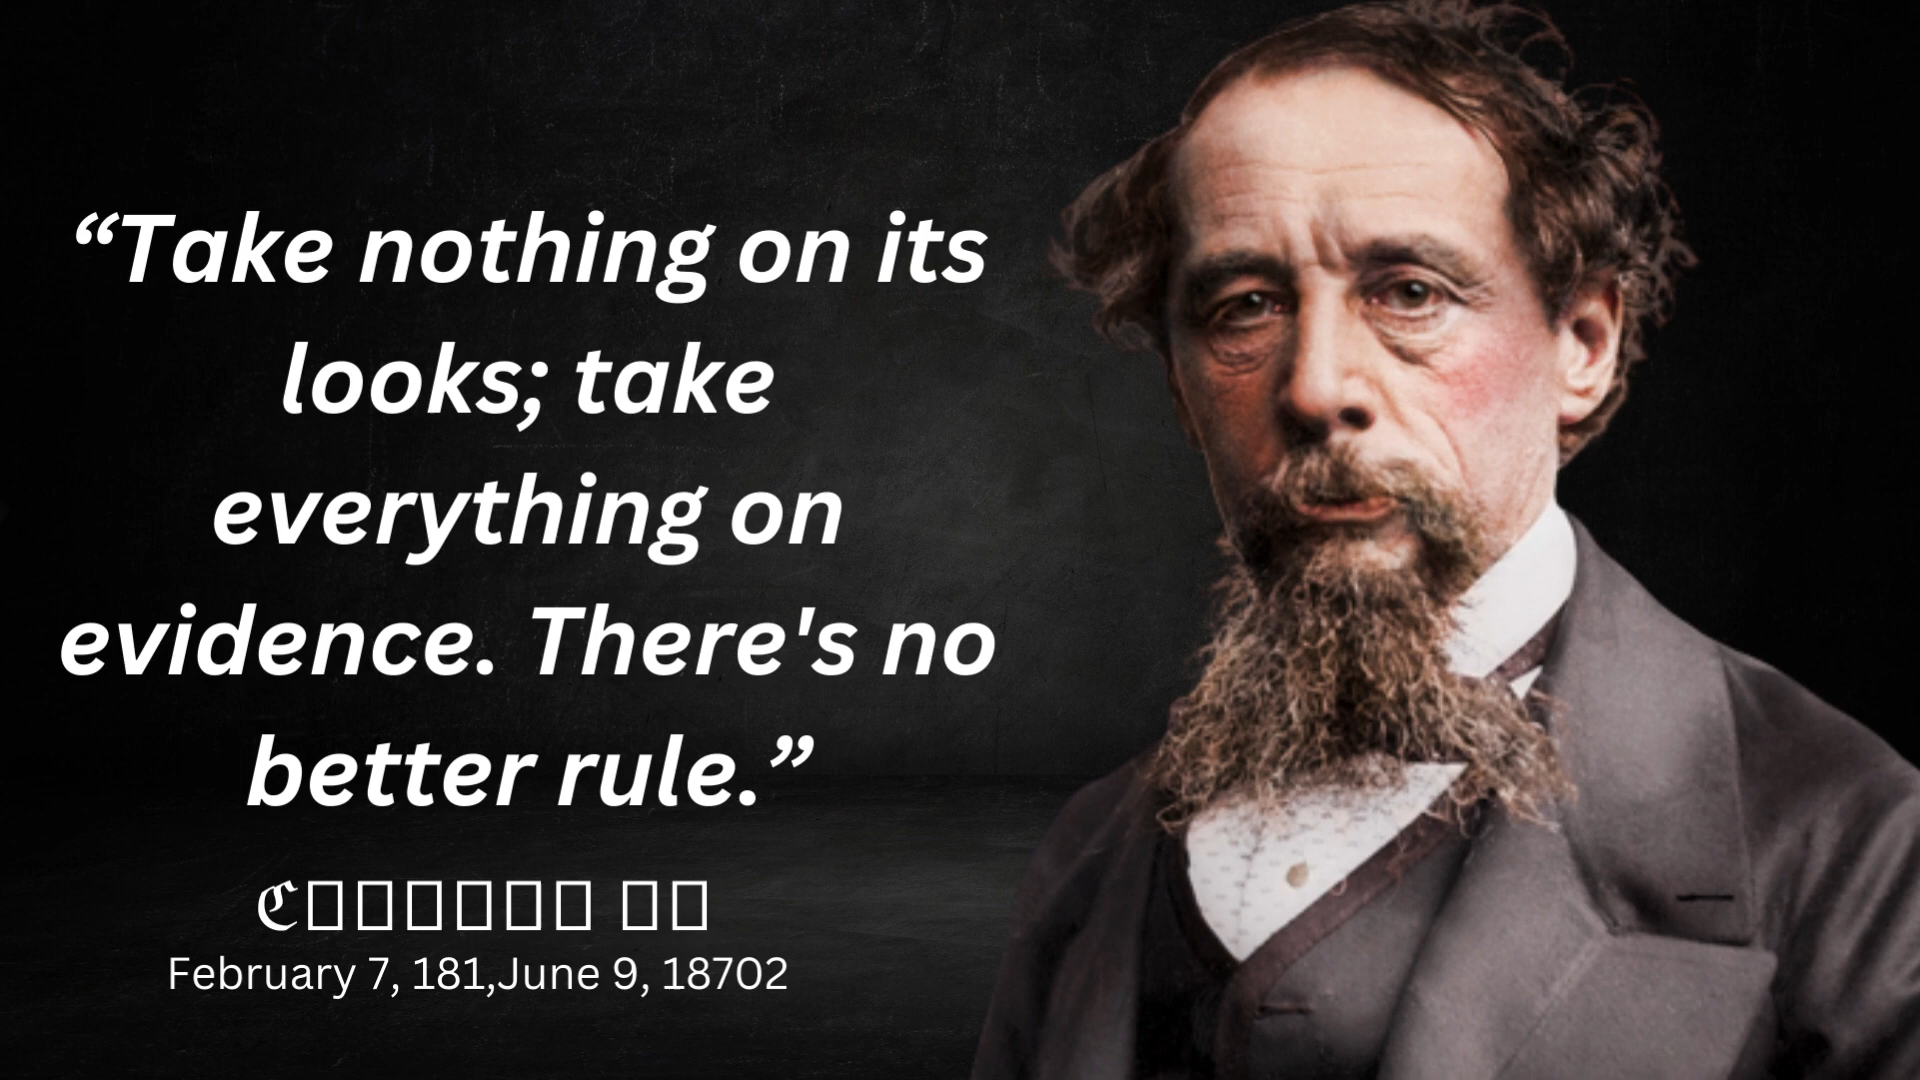 “Take nothing on its
looks; take
everything on
evidence. There's no
better rule.”
February 7, 181,June 9, 18702